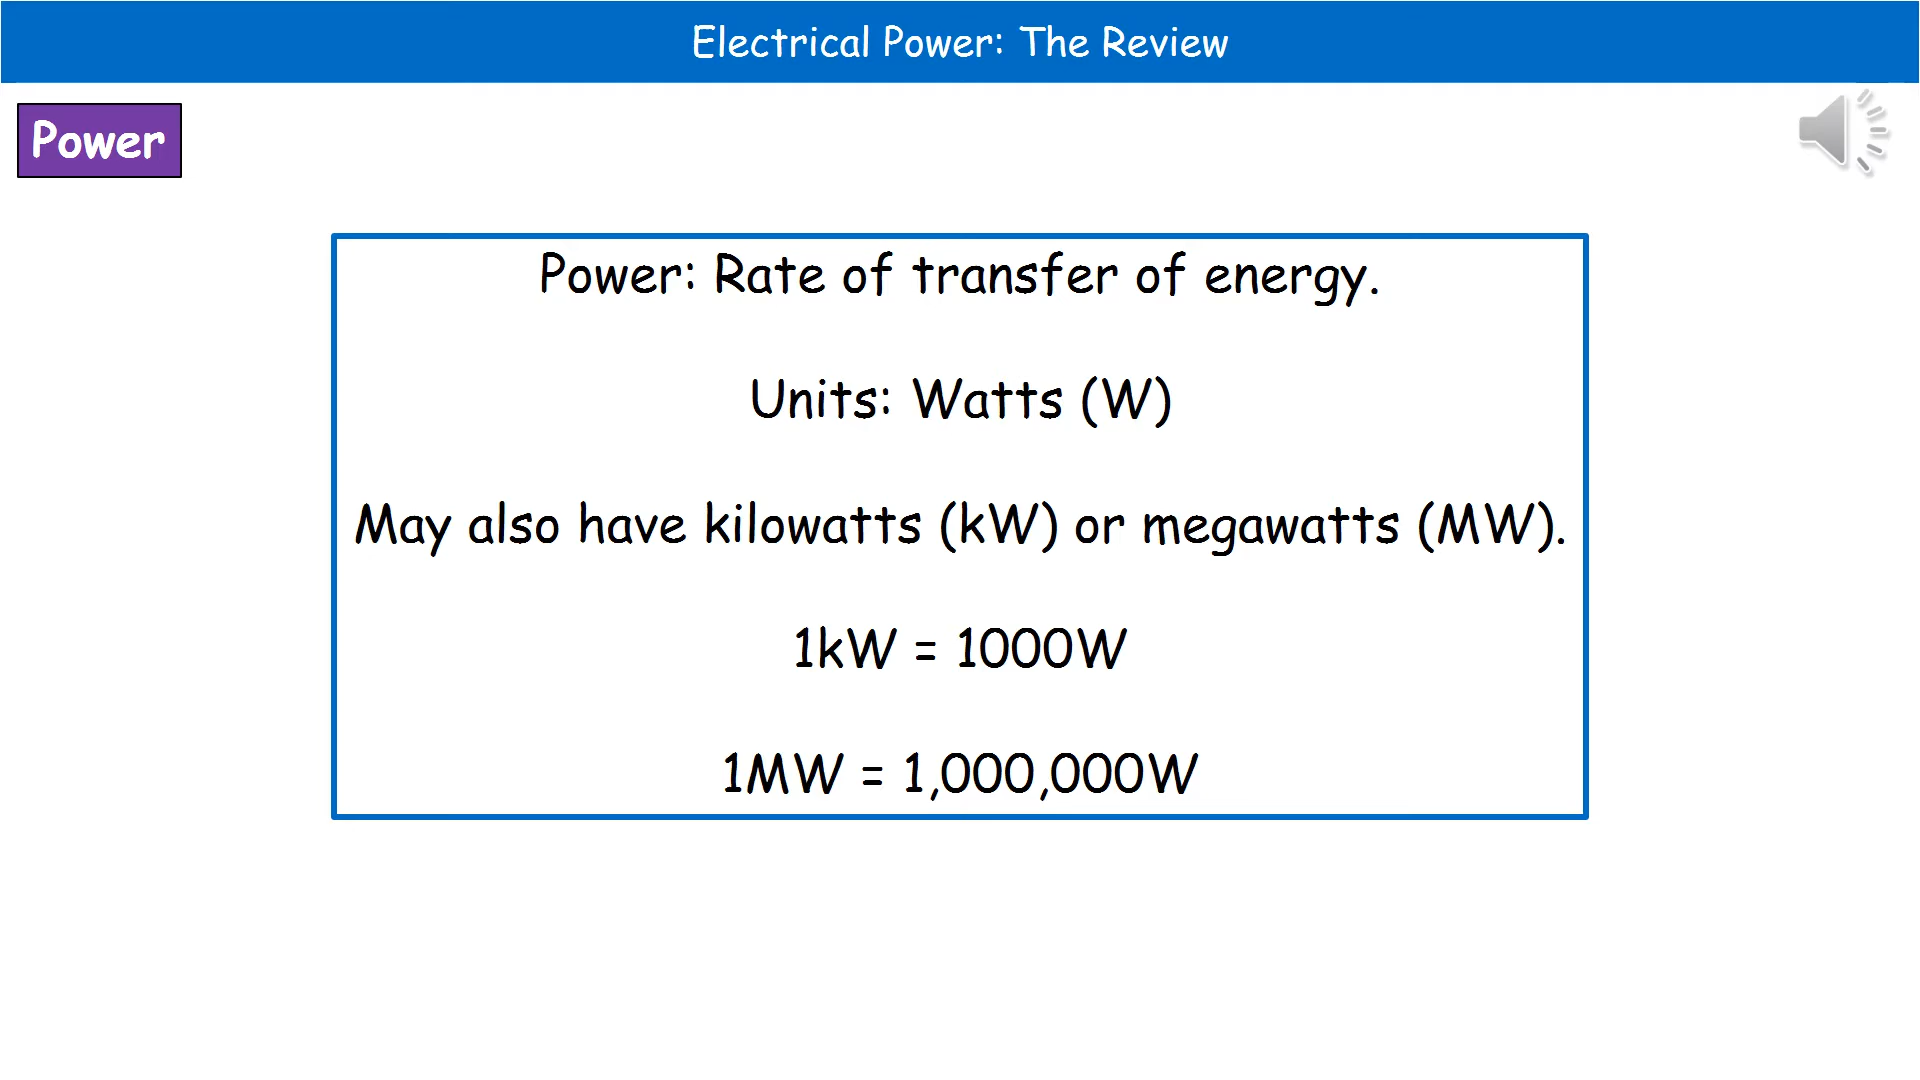 Electrical Power: The Review
Power
Power: Rate of transfer of energy.
Units: Watts (W)
May also have kilowatts (kW) or megawatts (MW).
1kW = 1000W
1MW = 1,000,000W